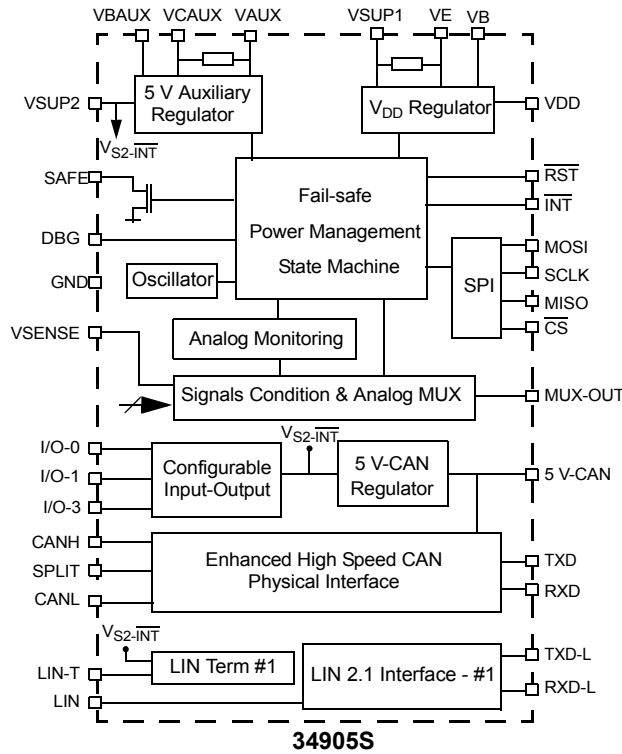 VBAUX VCAUX VAUX
VSUP1 VE VB
VSUP2
5 V Auxiliary
Regulator
VDD Regulator
VDD
VS2-INT
SAFE
Fail-safe
Power Management
State Machine
RST
INT
DBG
GND
Oscillator
SPI
MOSI
SCLK
MISO
CS
VSENSE
Analog Monitoring
Signals Condition & Analog MUX
MUX-OUT
I/O-0
I/O-1
I/O-3
Configurable
Input-Output
VS2-INT
5 V-CAN
Regulator
5 V-CAN
CANH
SPLIT
CANL
Enhanced High Speed CAN
Physical Interface
TXD
RXD
VS2-INT
LIN-T
LIN
LIN Term #1
LIN 2.1 Interface - #1
TXD-L
RXD-L
34905S